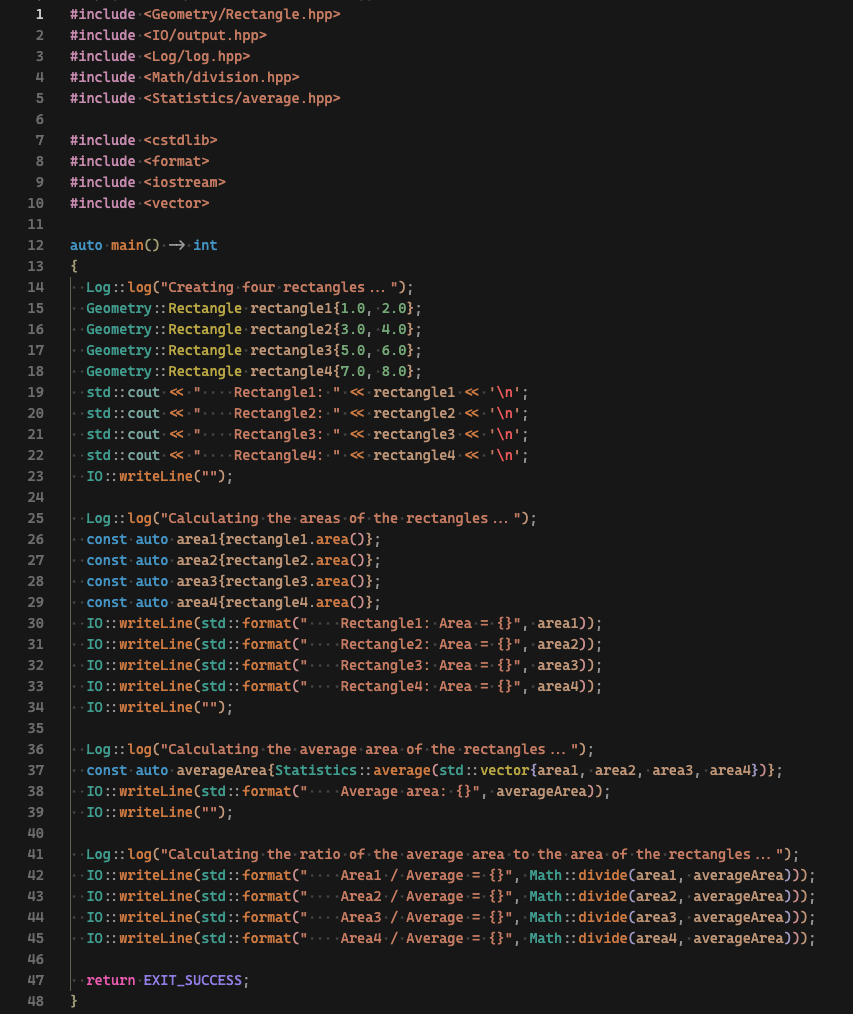 1 #include <Geometry/Rectangle.hpp>
2 #include <IO/output.hpp>
3 #include <Log/log.hpp>
4 #include <Math/division.hpp>
5 #include <Statistics/average.hpp>
6
7 #include <cstdlib>
8 #include <format>
9 #include <iostream>
10 #include <vector>
11
12 auto main() -> int
13 {
14   Log::log("Creating four rectangles...");
15   Geometry::Rectangle rectangle1{1.0, 2.0};
16   Geometry::Rectangle rectangle2{3.0, 4.0};
17   Geometry::Rectangle rectangle3{5.0, 6.0};
18   Geometry::Rectangle rectangle4{7.0, 8.0};
19   std::cout << "    Rectangle1: " << rectangle1 << '\n';
20   std::cout << "    Rectangle2: " << rectangle2 << '\n';
21   std::cout << "    Rectangle3: " << rectangle3 << '\n';
22   std::cout << "    Rectangle4: " << rectangle4 << '\n';
23   IO::writeLine("");
24
25   Log::log("Calculating the areas of the rectangles...");
26   const auto area1{rectangle1.area()};
27   const auto area2{rectangle2.area()};
28   const auto area3{rectangle3.area()};
29   const auto area4{rectangle4.area()};
30   IO::writeLine(std::format("    Rectangle1: Area = {}", area1));
31   IO::writeLine(std::format("    Rectangle2: Area = {}", area2));
32   IO::writeLine(std::format("    Rectangle3: Area = {}", area3));
33   IO::writeLine(std::format("    Rectangle4: Area = {}", area4));
34   IO::writeLine("");
35
36   Log::log("Calculating the average area of the rectangles...");
37   const auto averageArea{Statistics::average(std::vector{area1, area2, area3, area4})};
38   IO::writeLine(std::format("    Average area: {}", averageArea));
39   IO::writeLine("");
40
41   Log::log("Calculating the ratio of the average area to the area of the rectangles...");
42   IO::writeLine(std::format("    Area1 / Average = {}", Math::divide(area1, averageArea)));
43   IO::writeLine(std::format("    Area2 / Average = {}", Math::divide(area2, averageArea)));
44   IO::writeLine(std::format("    Area3 / Average = {}", Math::divide(area3, averageArea)));
45   IO::writeLine(std::format("    Area4 / Average = {}", Math::divide(area4, averageArea)));
46
47   return EXIT_SUCCESS;
48 }